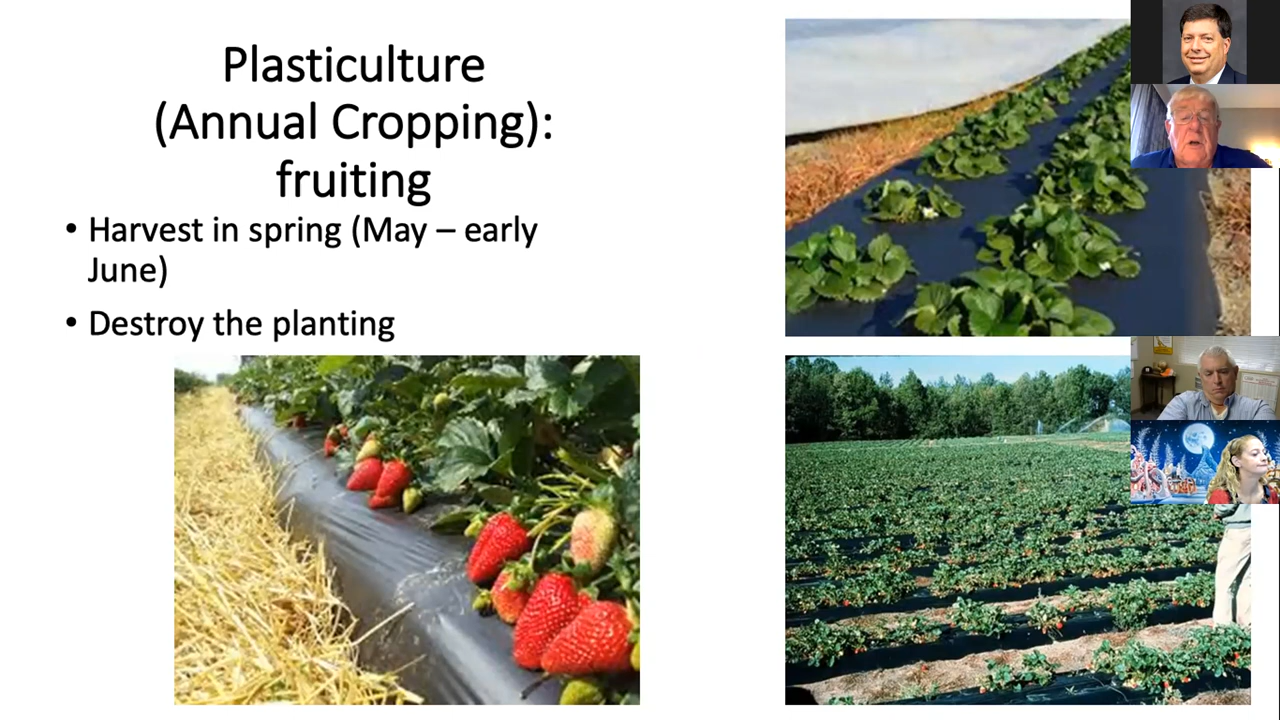 Plasticulture
(Annual Cropping):
fruiting
• Harvest in spring (May – early
June)
• Destroy the planting